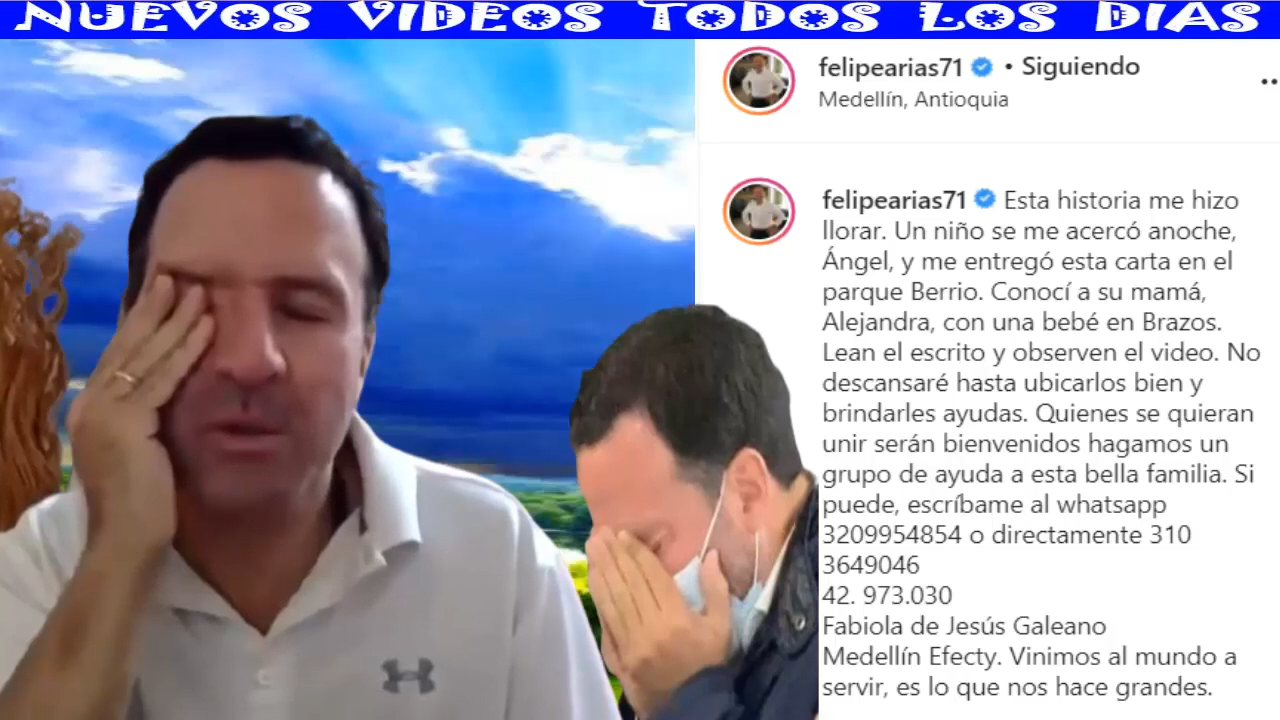 NUEVOS VIDEOS TODOS LOS DIAS
felipearias71 • Siguiendo
Medellín, Antioquia
felipearias71 Esta historia me hizo
llorar. Un niño se me acercó anoche,
Ángel, y me entregó esta carta en el
parque Berrio. Conocí a su mamá,
Alejandra, con una bebé en Brazos.
Lean el escrito y observen el video. No
descansaré hasta ubicarlos bien y
brindarles ayudas. Quienes se quieran
unir serán bienvenidos hagamos un
grupo de ayuda a esta bella familia. Si
puede, escríbame al whatsapp
3209954854 o directamente 310
3649046
42. 973.030
Fabiola de Jesús Galeano
Medellín Efecty. Vinimos al mundo a
servir, es lo que nos hace grandes.